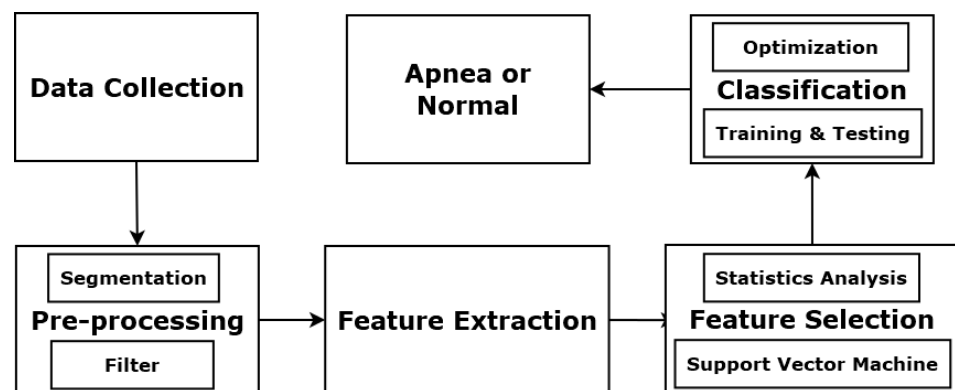 Data Collection
Apnea or
Normal
Optimization
Classification
Training & Testing
Segmentation
Pre-processing
Filter
Feature Extraction
Statistics Analysis
Feature Selection
Support Vector Machine